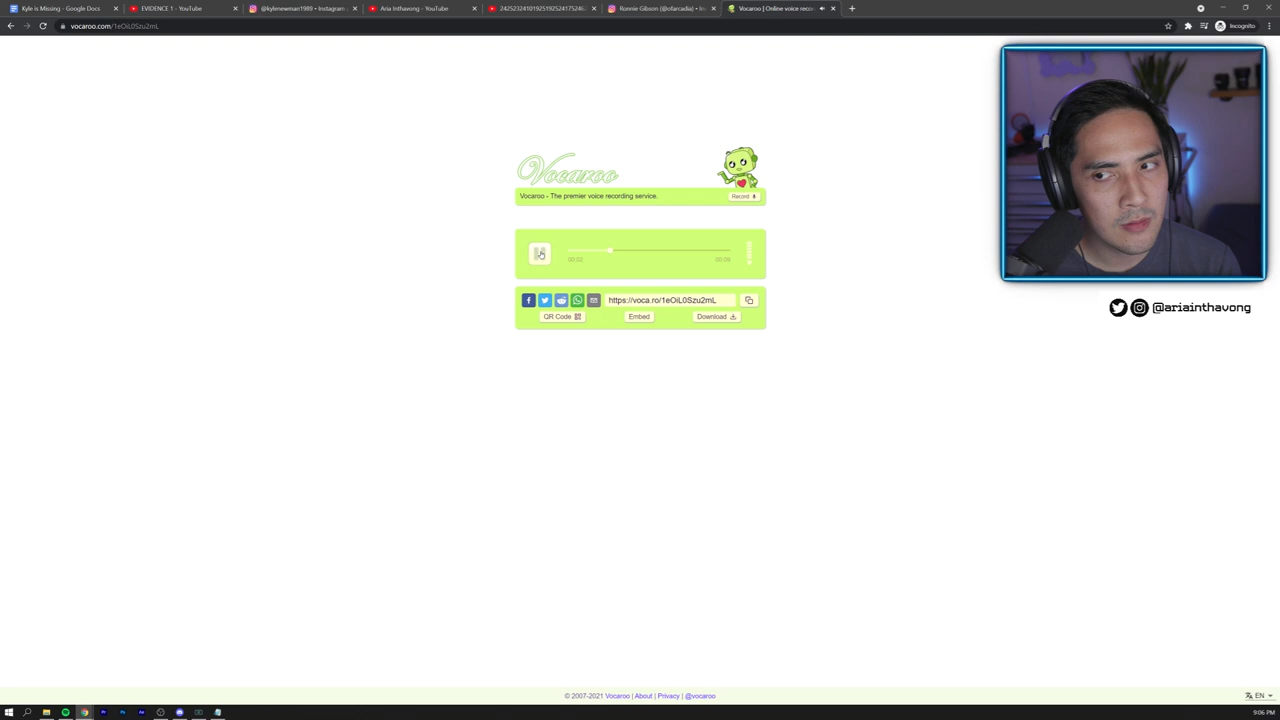 Kyle is Missing - Google Docs
EVIDENCE 1 - YouTube
@kylenewman1989 • Instagram
Aria Inthavong - YouTube
Ronnie Gibson (@ofarcadia) • In
Vocaroo | Online voice recor
Incognito
vocaroo.com/1eOiL0Szu2mL
Vocaroo
Vocaroo - The premier voice recording service.
Record
00:02
00:09
https://voca.ro/1eOiL0Szu2mL
QR Code
Embed
Download
@ariainthavong
© 2007-2021 Vocaroo | About | Privacy | @vocaroo
EN
9:06 PM